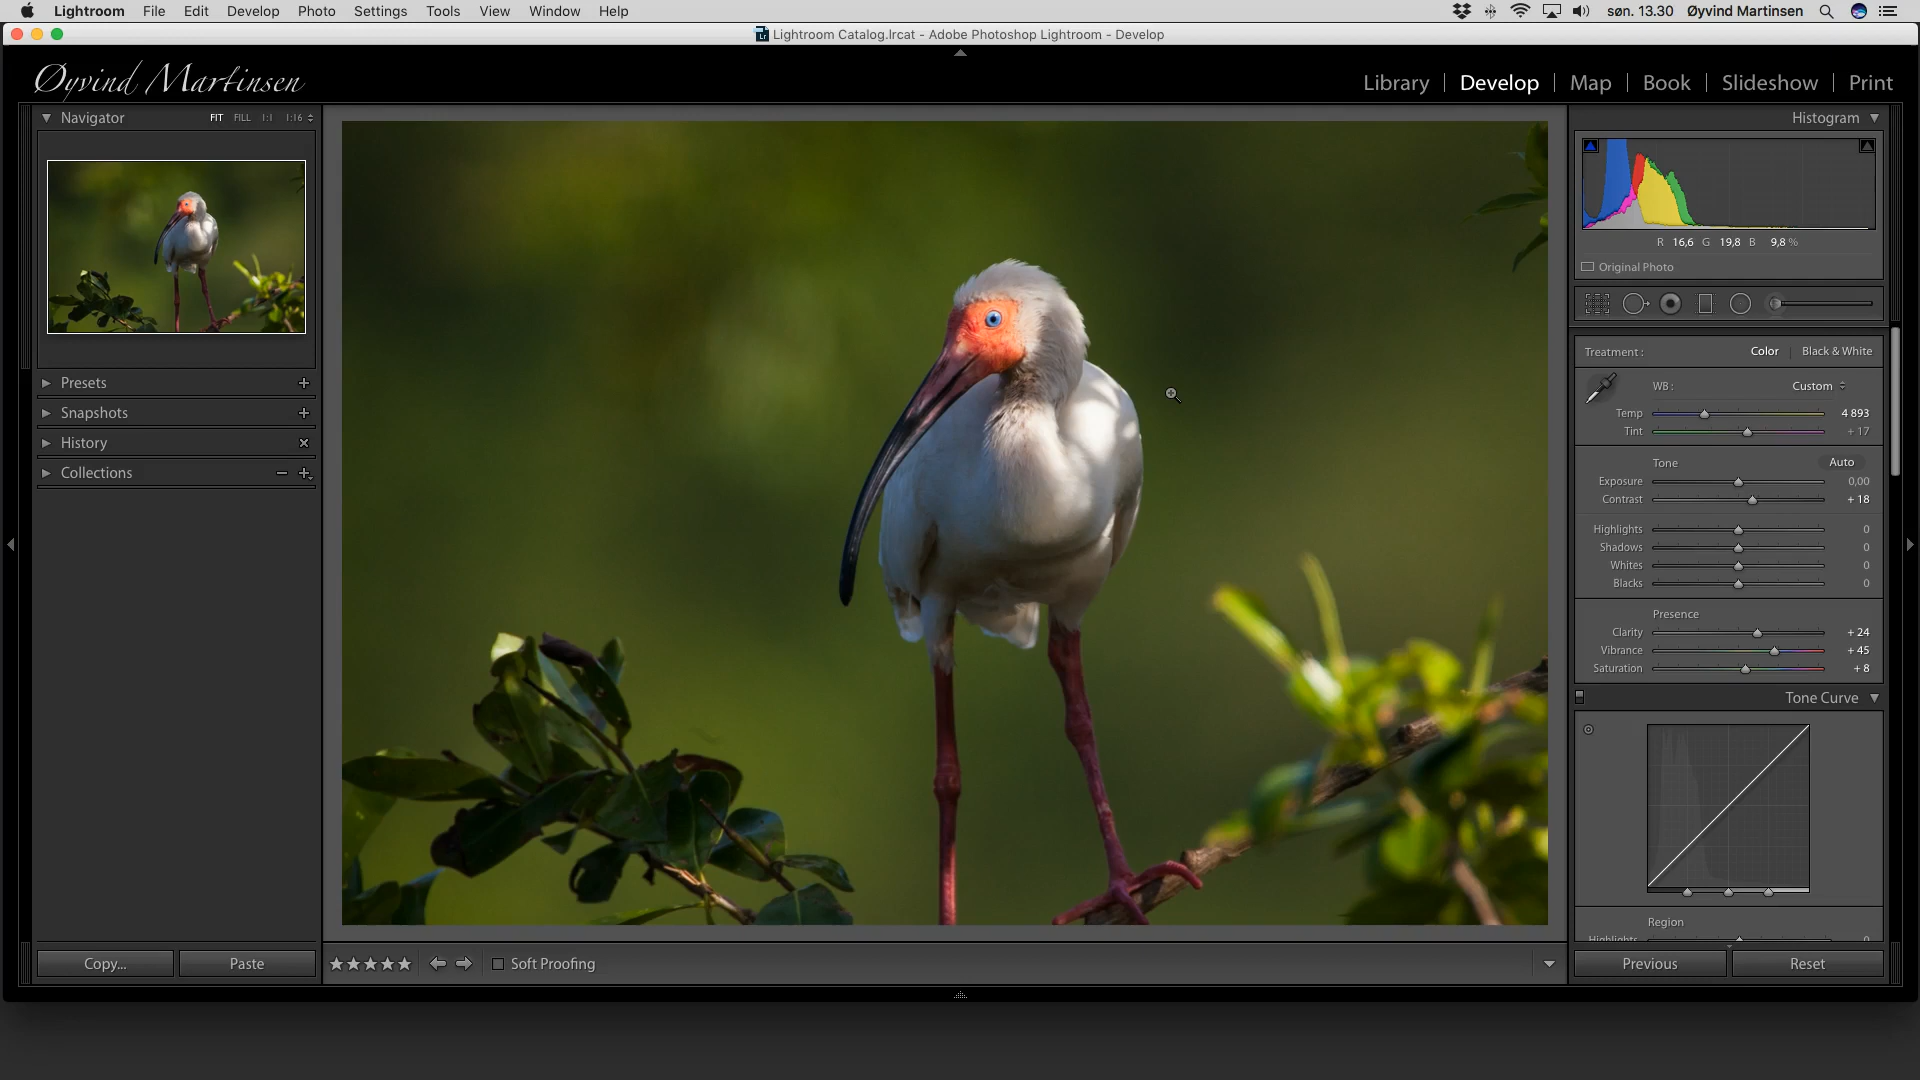 Lightroom File Edit Develop Photo Settings Tools View Window Help søn. 13.30 Øyvind Martinsen
Lightroom Catalog.lrcat - Adobe Photoshop Lightroom - Develop
Øyvind Martinsen
Library | Develop | Map | Book | Slideshow | Print
Navigator FIT FILL 1:1 1:16
Presets
Snapshots
History
Collections
Copy... Paste
Soft Proofing
Histogram
R 16,6 G 19,8 B 9,8 %
Original Photo
Treatment : Color | Black & White
WB : Custom
Temp 4 893
Tint + 17
Tone Auto
Exposure 0,00
Contrast + 18
Highlights 0
Shadows 0
Whites 0
Blacks 0
Presence
Clarity + 24
Vibrance + 45
Saturation + 8
Tone Curve
Region
Highlights 0
Previous Reset